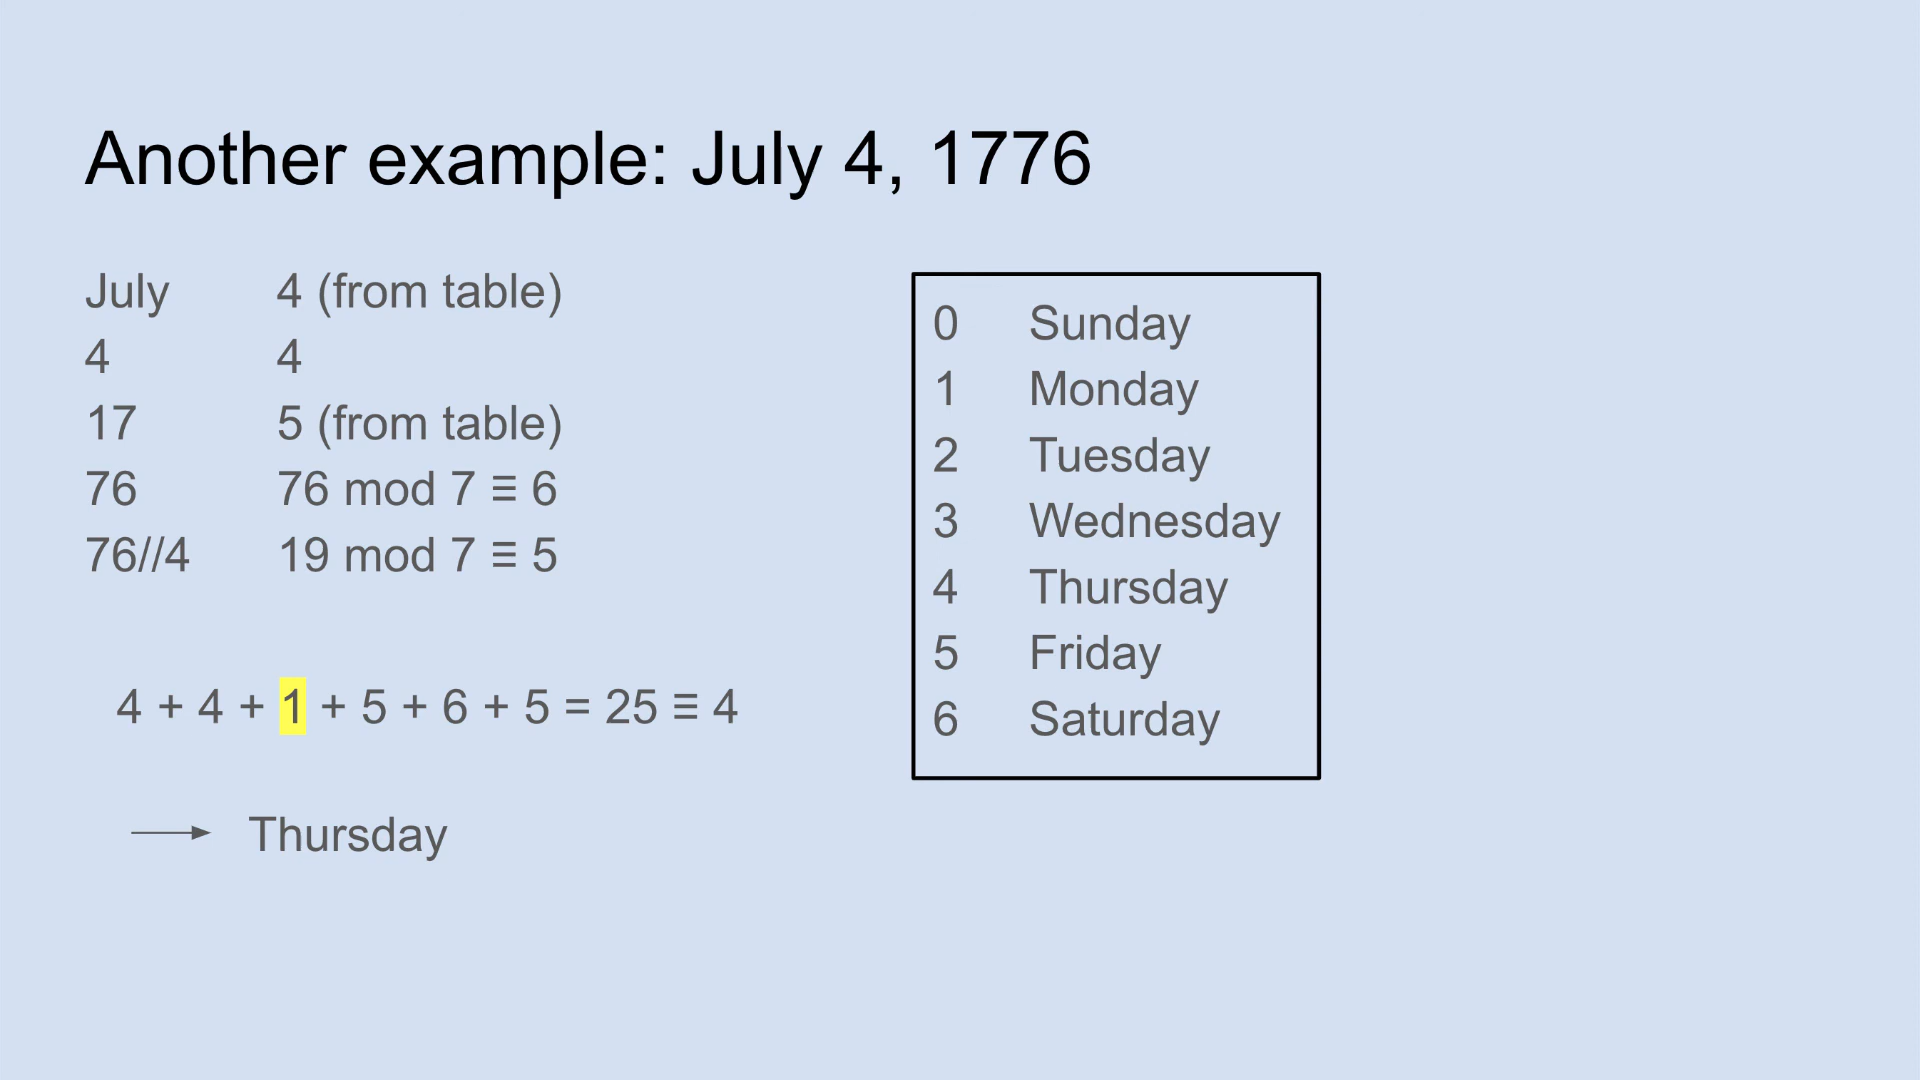 Another example: July 4, 1776
July 4 (from table)
4 4
17 5 (from table)
76 76 mod 7 ≡ 6
76//4 19 mod 7 ≡ 5
4 + 4 + 1 + 5 + 6 + 5 = 25 ≡ 4
Thursday
0 Sunday
1 Monday
2 Tuesday
3 Wednesday
4 Thursday
5 Friday
6 Saturday